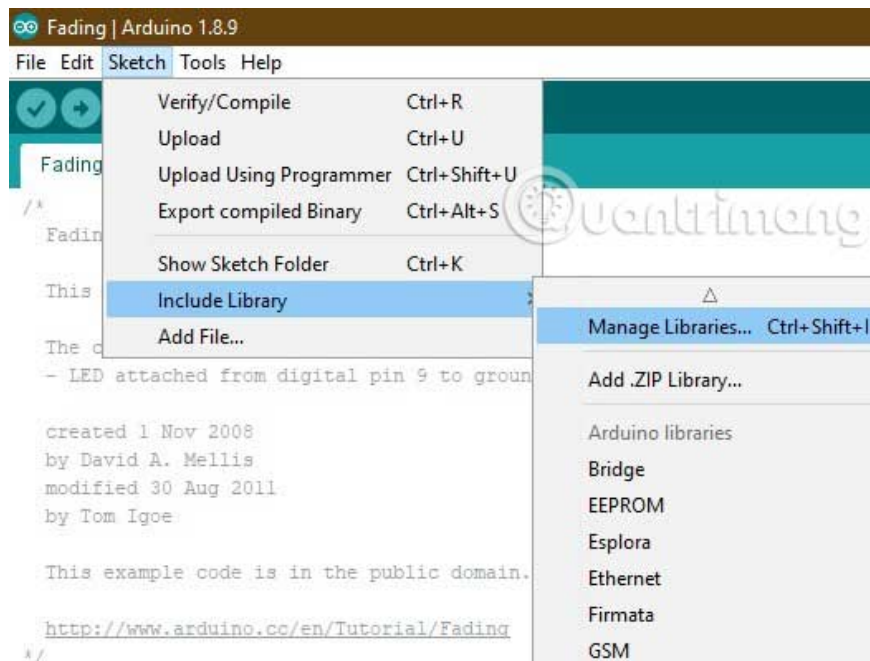 Fading | Arduino 1.8.9
File Edit Sketch Tools Help
Verify/Compile Ctrl+R
Upload Ctrl+U
Fading
Upload Using Programmer Ctrl+Shift+U
/*
Export compiled Binary Ctrl+Alt+S
uantrimang
Fadin
Show Sketch Folder Ctrl+K
This
Include Library
Manage Libraries... Ctrl+Shift+I
Add File...
The c
- LED attached from digital pin 9 to groun
Add .ZIP Library...
created 1 Nov 2008
Arduino libraries
by David A. Mellis
Bridge
modified 30 Aug 2011
EEPROM
by Tom Igoe
Esplora
This example code is in the public domain.
Ethernet
Firmata
http://www.arduino.cc/en/Tutorial/Fading
GSM
*/